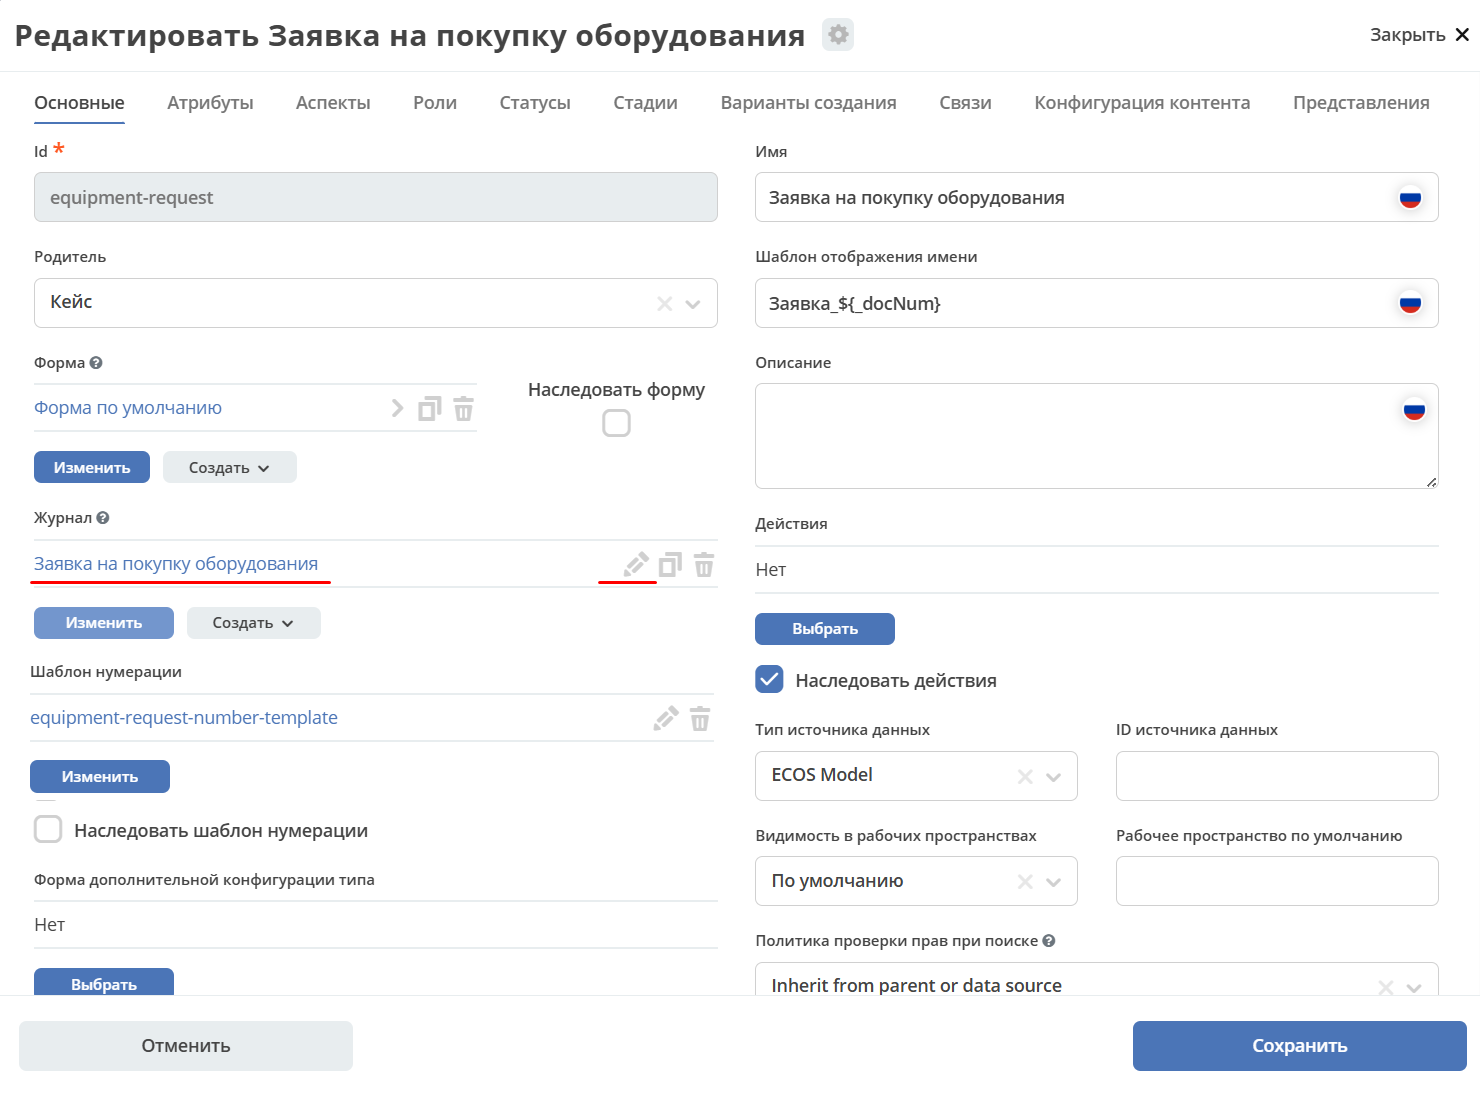 Редактировать Заявка на покупку оборудования
Закрыть
Основные Атрибуты Аспекты Роли Статусы Стадии Варианты создания Связи Конфигурация контента Представления
Id *
equipment-request
Имя
Заявка на покупку оборудования
Родитель
Кейс
Шаблон отображения имени
Заявка_${_docNum}
Форма
Форма по умолчанию
Наследовать форму
Изменить Создать
Описание
Журнал
Заявка на покупку оборудования
Изменить Создать
Действия
Нет
Выбрать
Наследовать действия
Шаблон нумерации
equipment-request-number-template
Изменить
Наследовать шаблон нумерации
Тип источника данных
ECOS Model
ID источника данных
Видимость в рабочих пространствах
По умолчанию
Рабочее пространство по умолчанию
Форма дополнительной конфигурации типа
Нет
Выбрать
Политика проверки прав при поиске
Inherit from parent or data source
Отменить
Сохранить